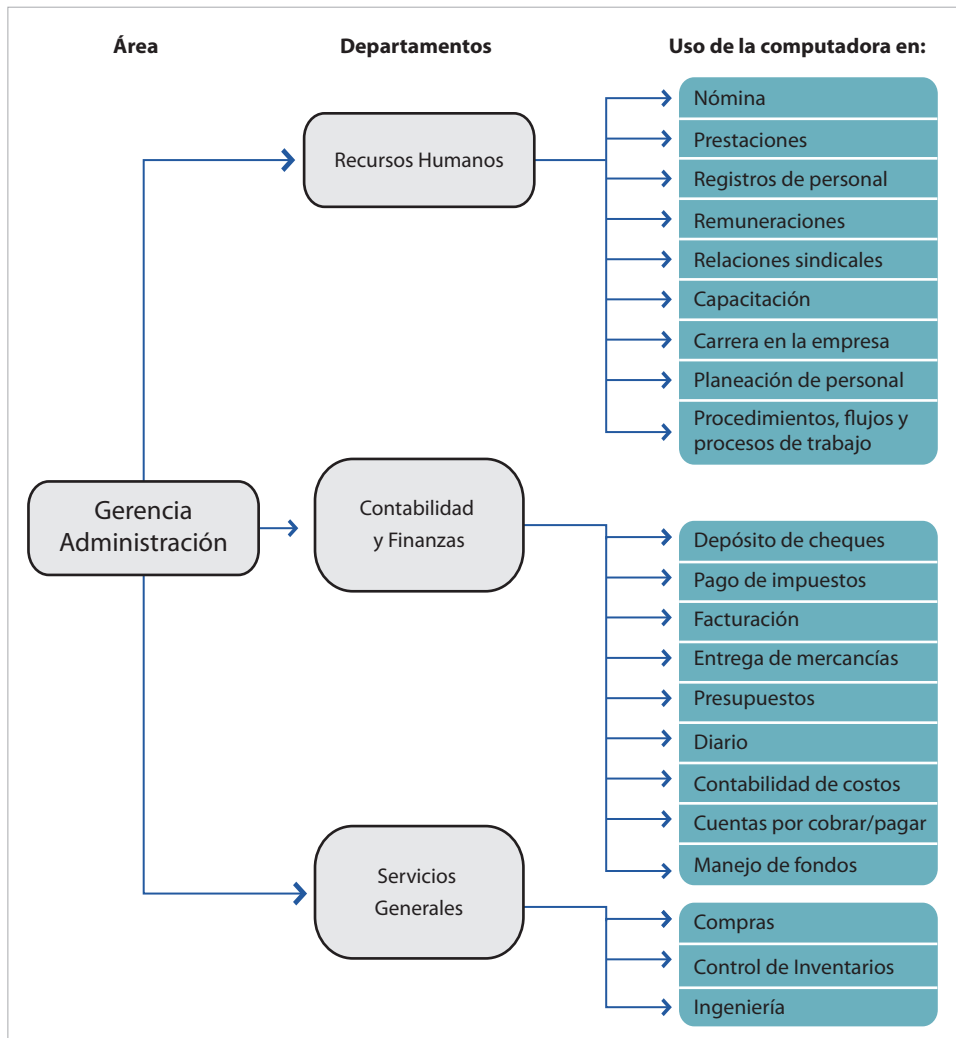 Área
Departamentos
Uso de la computadora en:
Recursos Humanos
Nómina
Prestaciones
Registros de personal
Remuneraciones
Relaciones sindicales
Capacitación
Carrera en la empresa
Planeación de personal
Procedimientos, flujos y
procesos de trabajo
Gerencia
Administración
Contabilidad
y Finanzas
Depósito de cheques
Pago de impuestos
Facturación
Entrega de mercancías
Presupuestos
Diario
Contabilidad de costos
Cuentas por cobrar/pagar
Manejo de fondos
Servicios
Generales
Compras
Control de Inventarios
Ingeniería